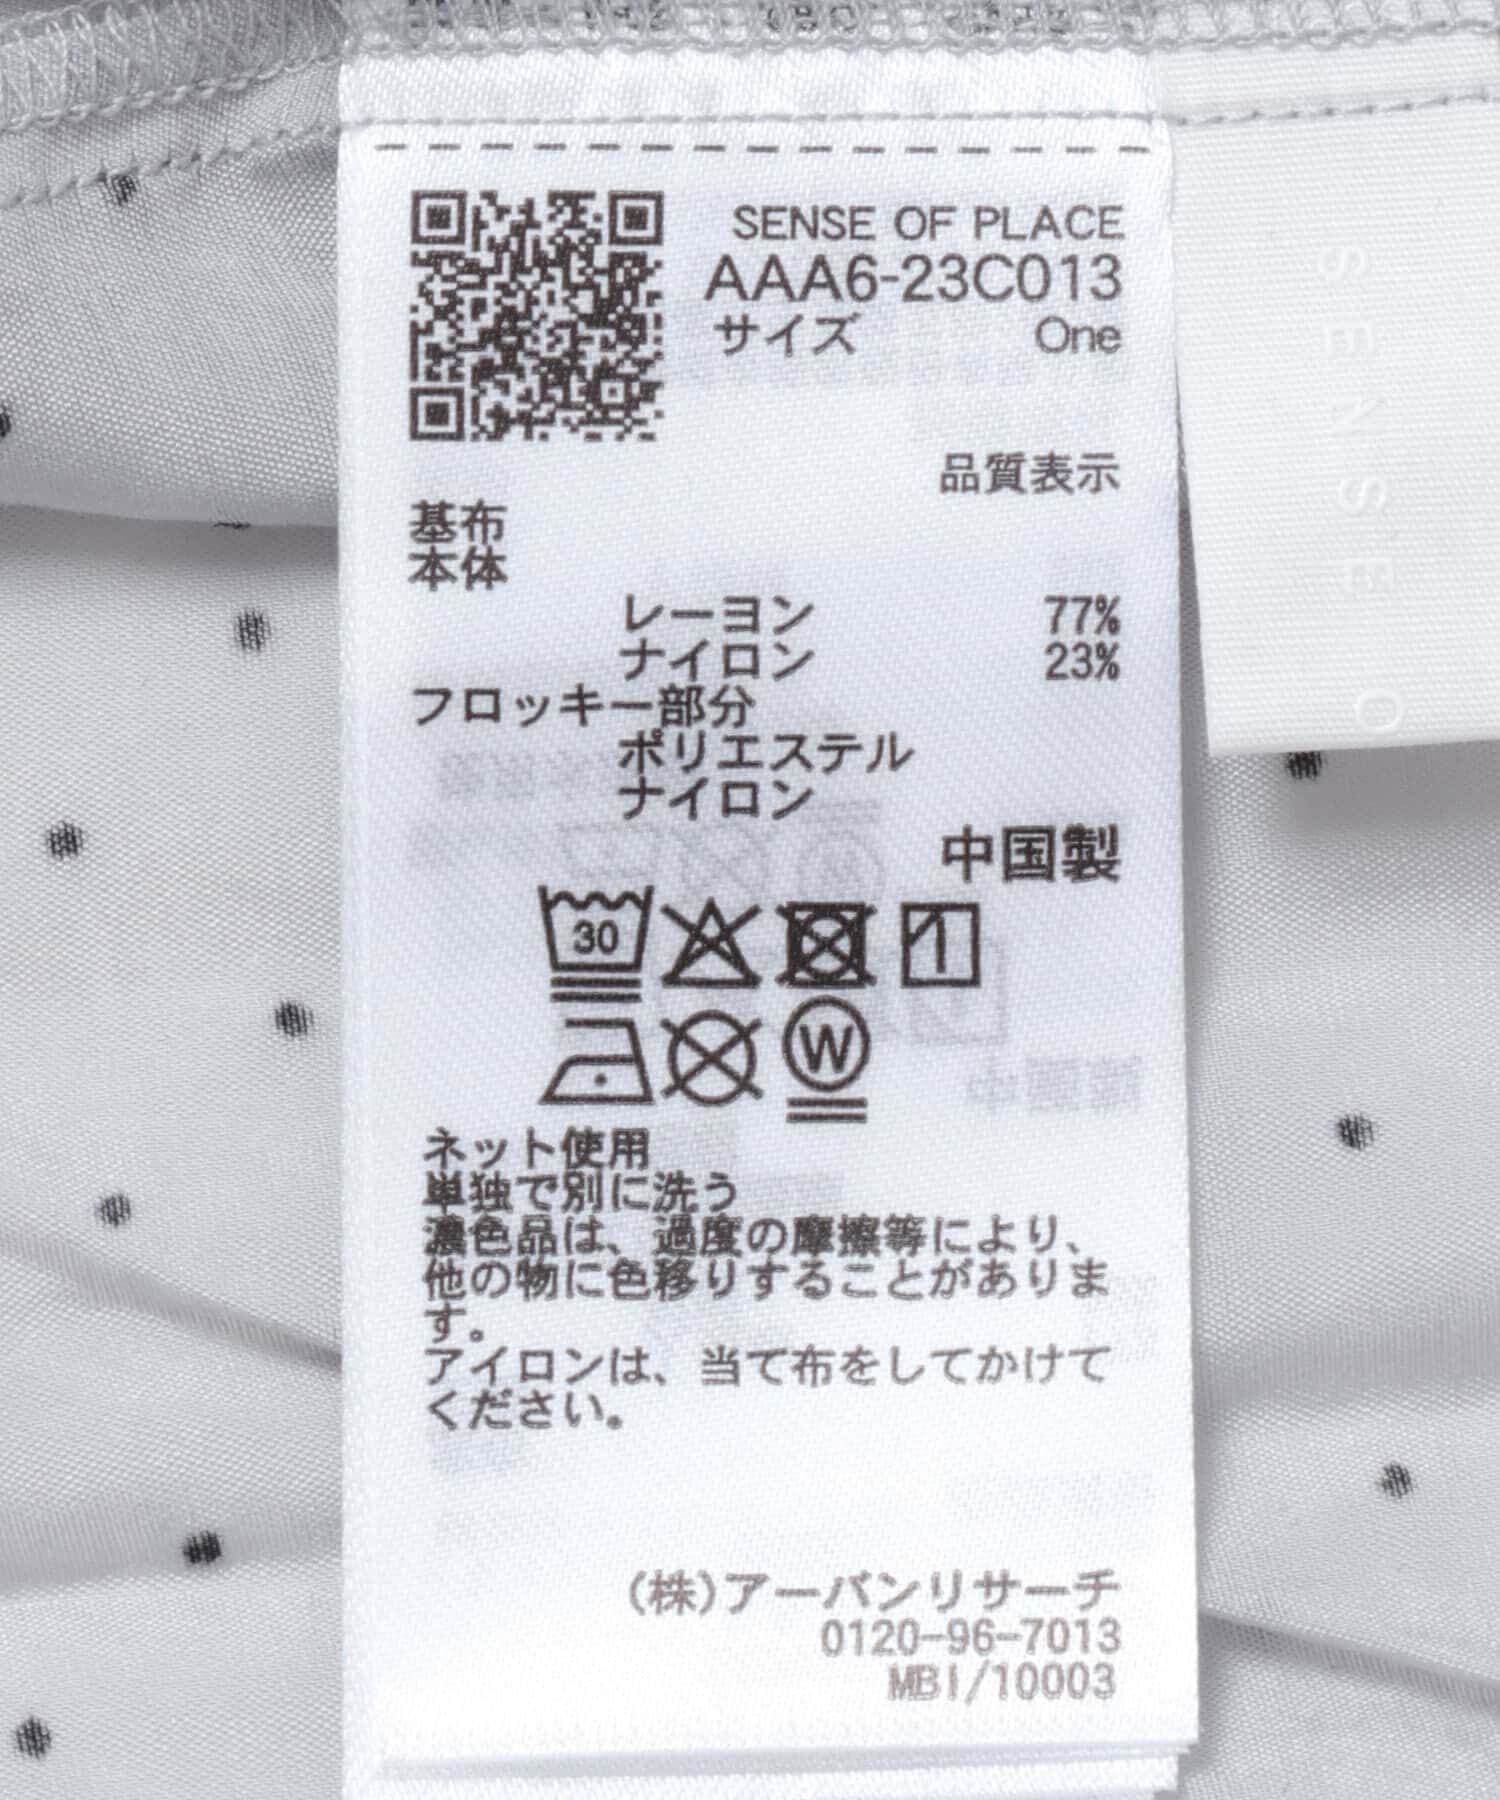 SENSE OF PLACE
AAA6-23C013
サイズ One
品質表示
基布
本体
レーヨン 77%
ナイロン 23%
フロッキー部分
ポリエステル
ナイロン
中国製
30
W
ネット使用
単独で別に洗う
濃色品は、過度の摩擦等により、
他の物に色移りすることがありま
す。
アイロンは、当て布をしてかけて
ください。
(株)アーバンリサーチ
0120-96-7013
MBI/10003
SENSE O